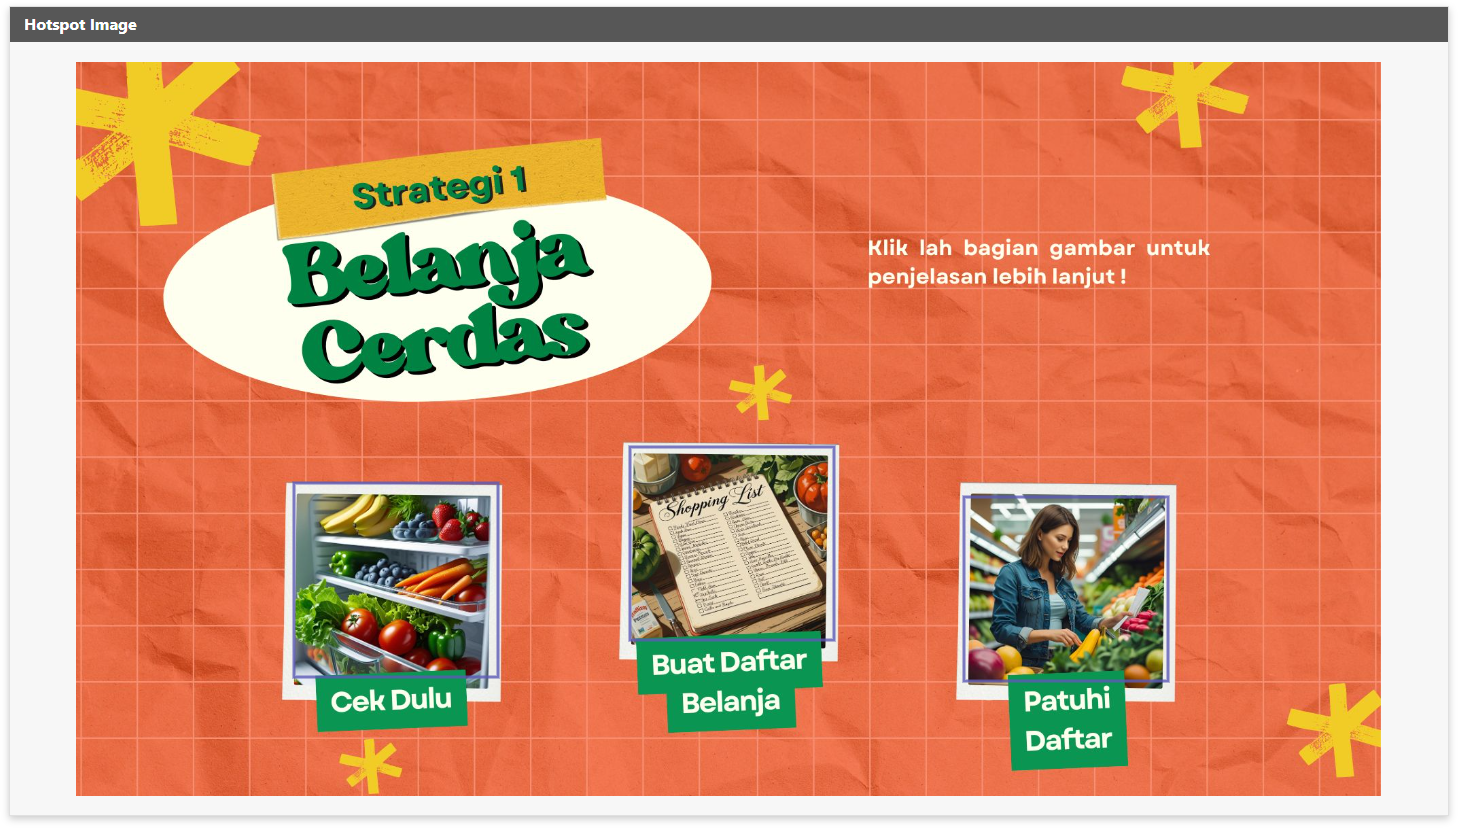 Hotspot Image
Strategi 1
Belanja
Cerdas
Klik lah bagian gambar untuk
penjelasan lebih lanjut !
Shopping List
Cek Dulu
Buat Daftar
Belanja
Patuhi
Daftar